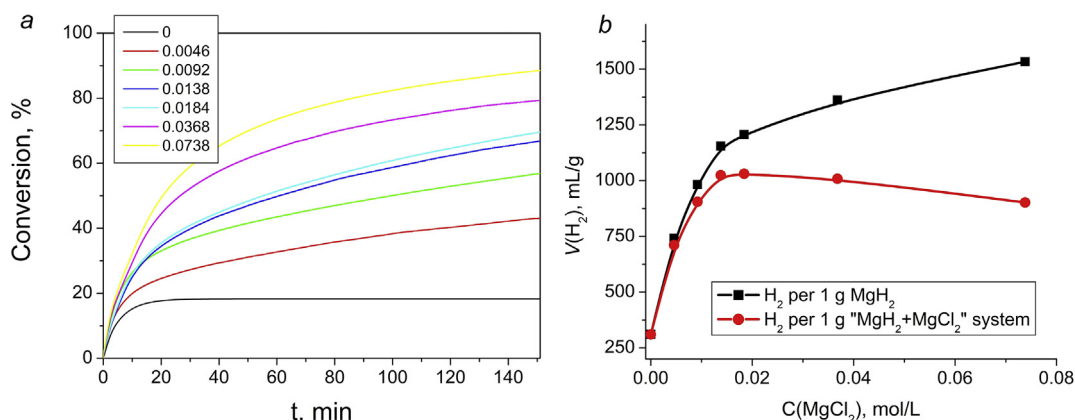 a
100
80
60
40
20
0
Conversion, %
0
0.0046
0.0092
0.0138
0.0184
0.0368
0.0738
0 20 40 60 80 100 120 140
t, min
b
1500
1250
1000
750
500
250
V(H₂), mL/g
H₂ per 1 g MgH₂
H₂ per 1 g "MgH₂+MgCl₂" system
0.00 0.02 0.04 0.06 0.08
C(MgCl₂), mol/L